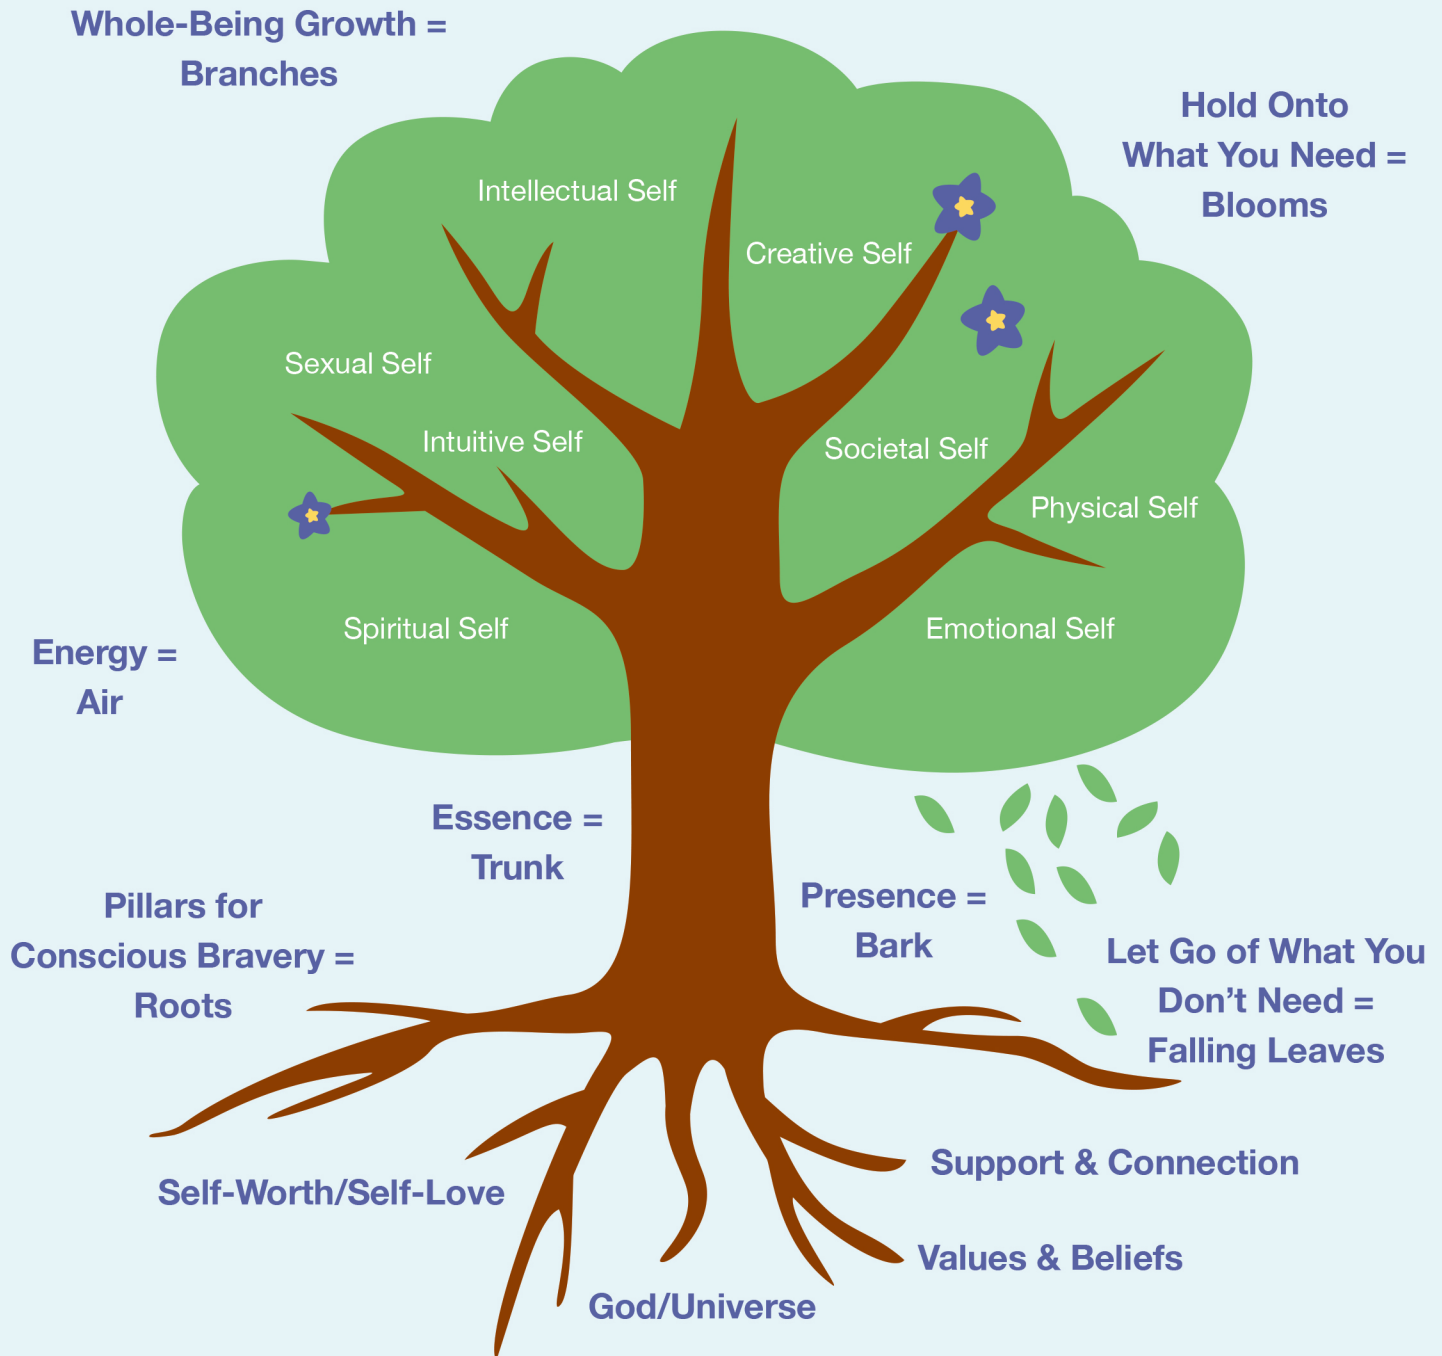 Whole-Being Growth =
Branches
Hold Onto
What You Need =
Blooms
Intellectual Self
Creative Self
Sexual Self
Intuitive Self
Societal Self
Physical Self
Spiritual Self
Emotional Self
Energy =
Air
Essence =
Trunk
Presence =
Bark
Pillars for
Conscious Bravery =
Roots
Let Go of What You
Don’t Need =
Falling Leaves
Self-Worth/Self-Love
Support & Connection
Values & Beliefs
God/Universe